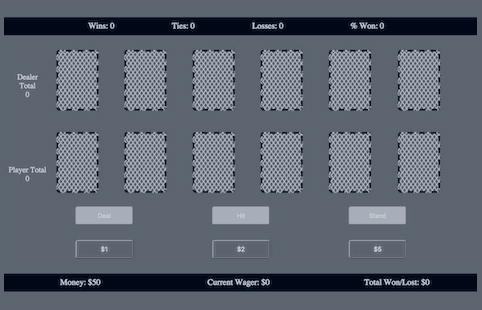 Wins: 0 Ties: 0 Losses: 0 % Won: 0
Dealer
Total
0
Player Total
0
Deal Hit Stand
$1 $2 $5
Money: $50 Current Wager: $0 Total Won/Lost: $0